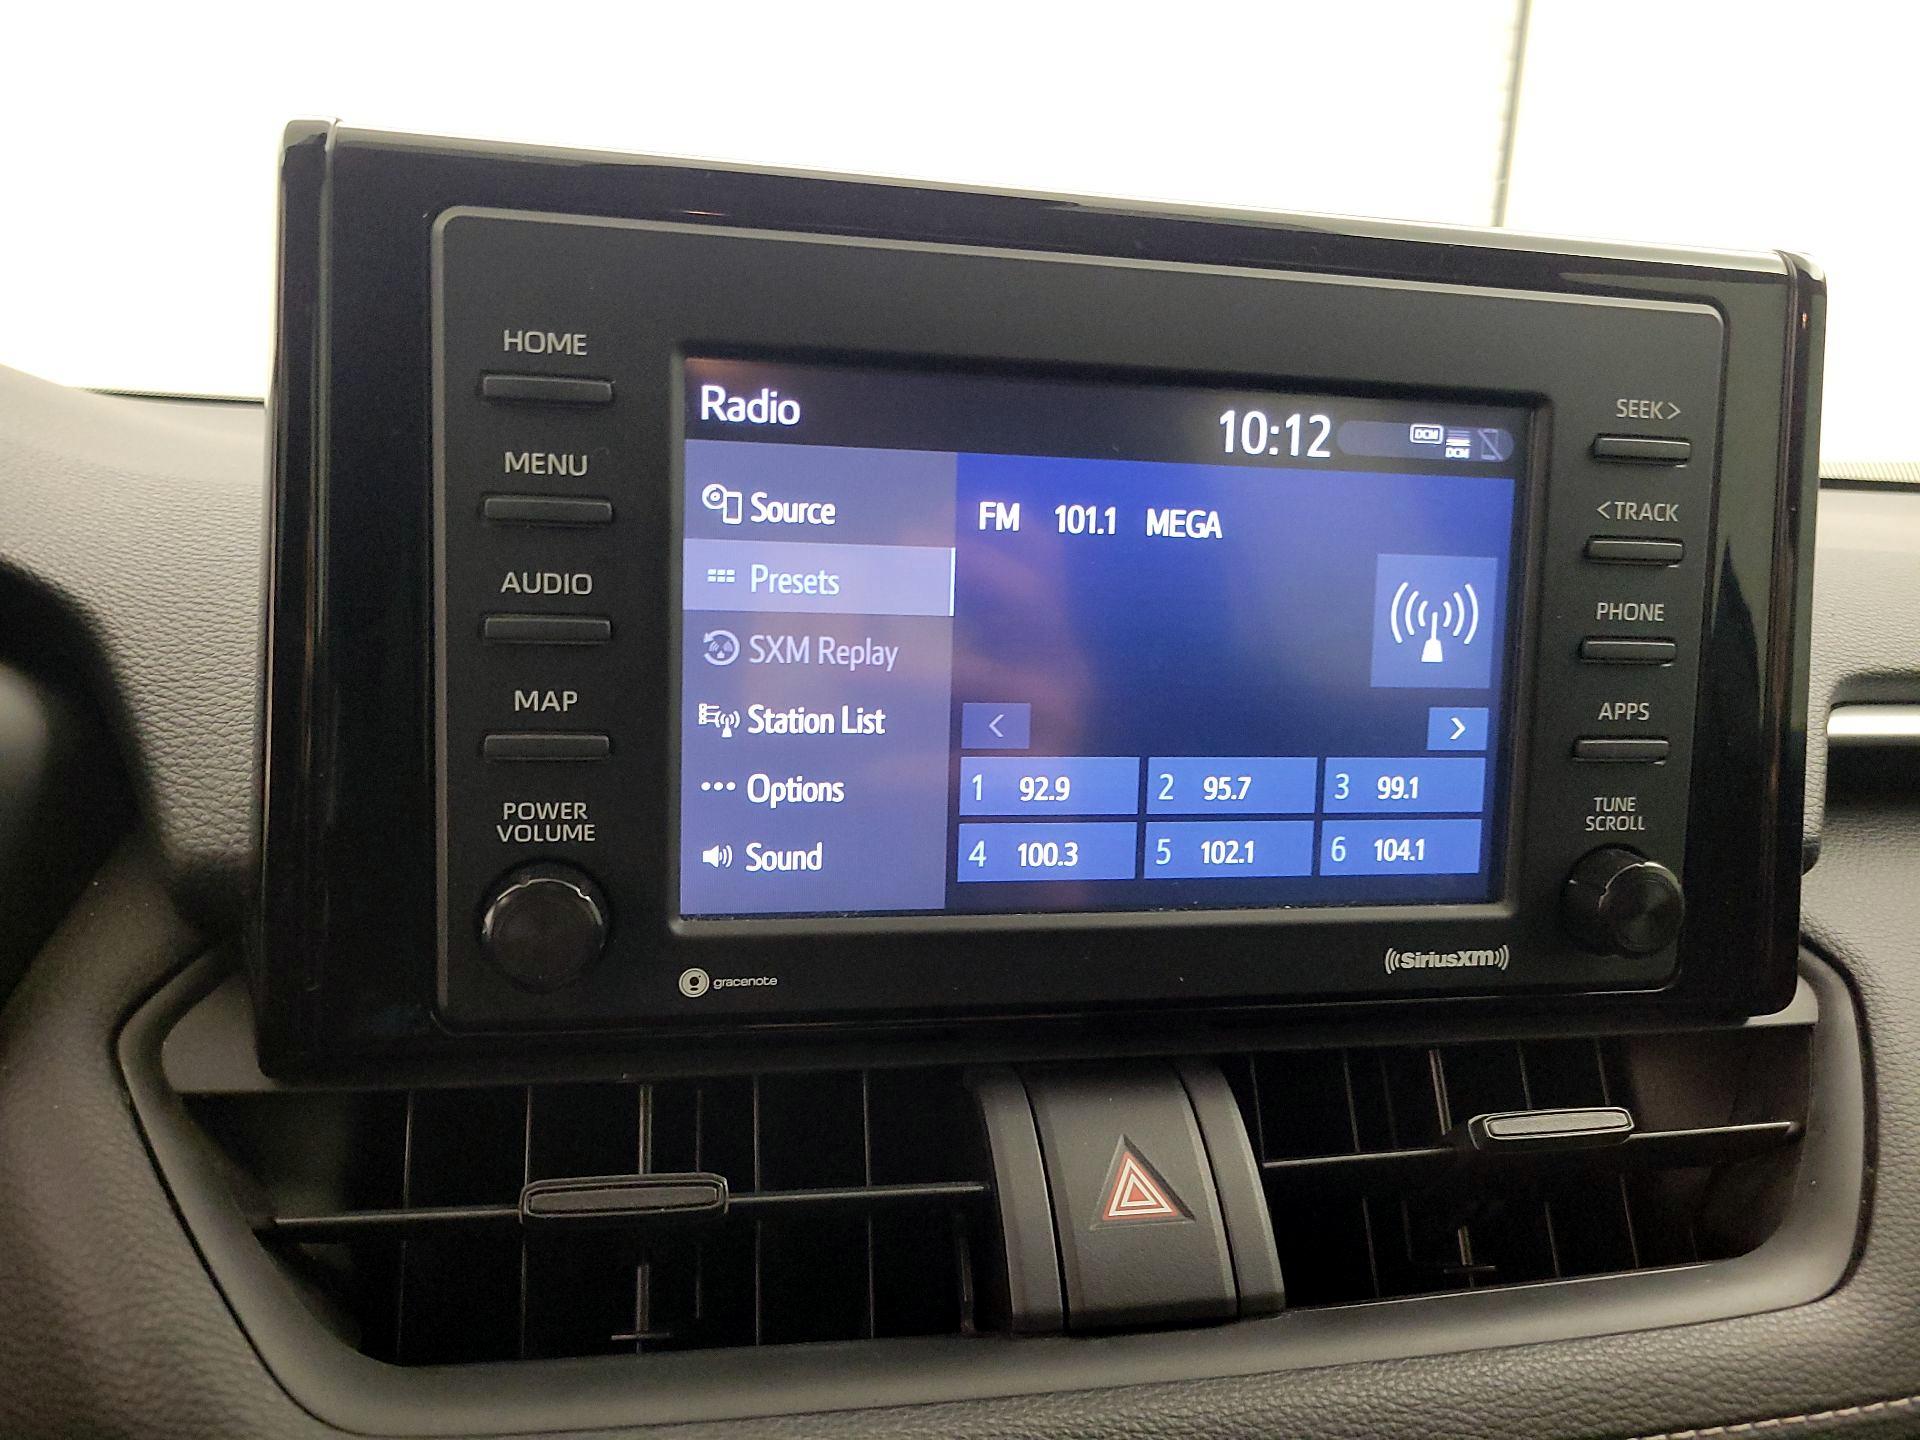 HOME
MENU
AUDIO
MAP
POWER
VOLUME
Radio
10:12
DCM
DCM
Source
Presets
SXM Replay
Station List
Options
Sound
FM 101.1 MEGA
<
>
1 92.9
2 95.7
3 99.1
4 100.3
5 102.1
6 104.1
SEEK >
< TRACK
PHONE
APPS
TUNE
SCROLL
gracenote
SiriusXM